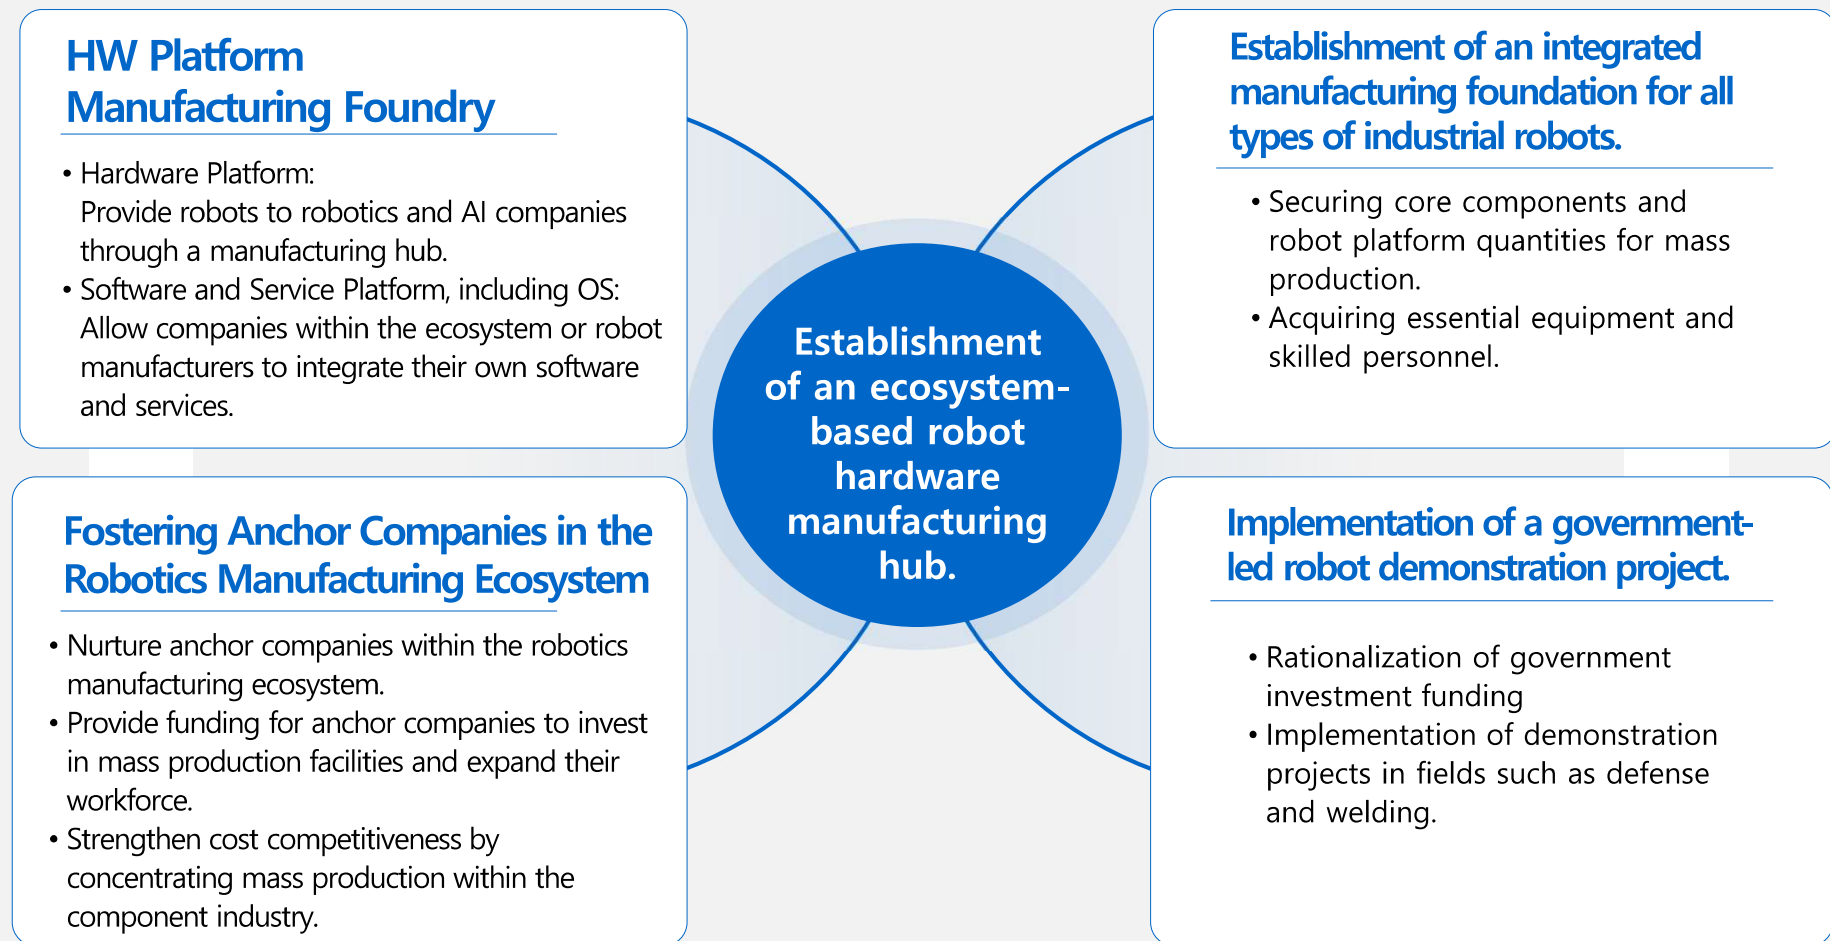 HW Platform
Manufacturing Foundry
• Hardware Platform:
Provide robots to robotics and AI companies
through a manufacturing hub.
• Software and Service Platform, including OS:
Allow companies within the ecosystem or robot
manufacturers to integrate their own software
and services.
Establishment of an integrated
manufacturing foundation for all
types of industrial robots.
• Securing core components and
robot platform quantities for mass
production.
• Acquiring essential equipment and
skilled personnel.
Establishment
of an ecosystem-
based robot
hardware
manufacturing
hub.
Fostering Anchor Companies in the
Robotics Manufacturing Ecosystem
• Nurture anchor companies within the robotics
manufacturing ecosystem.
• Provide funding for anchor companies to invest
in mass production facilities and expand their
workforce.
• Strengthen cost competitiveness by
concentrating mass production within the
component industry.
Implementation of a government-
led robot demonstration project.
• Rationalization of government
investment funding
• Implementation of demonstration
projects in fields such as defense
and welding.